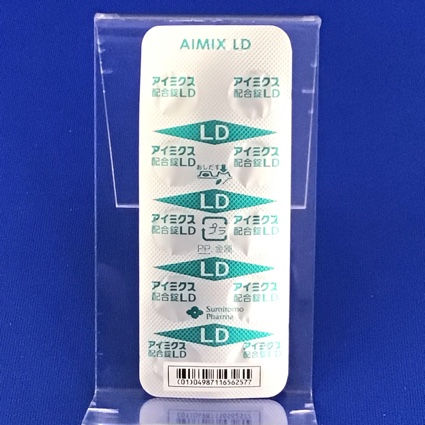 AIMIX LD
アイミクス アイミクス
配合錠LD 配合錠LD
LD
アイミクス アイミクス
配合錠LD 配合錠LD
おしだす
LD
アイミクス アイミクス
配合錠LD プラ 配合錠LD
PP, 金属
LD
アイミクス アイミクス
配合錠LD 配合錠LD
Sumitomo
Pharma
LD
アイミクス アイミクス
配合錠LD 配合錠LD
(01)04987116562577